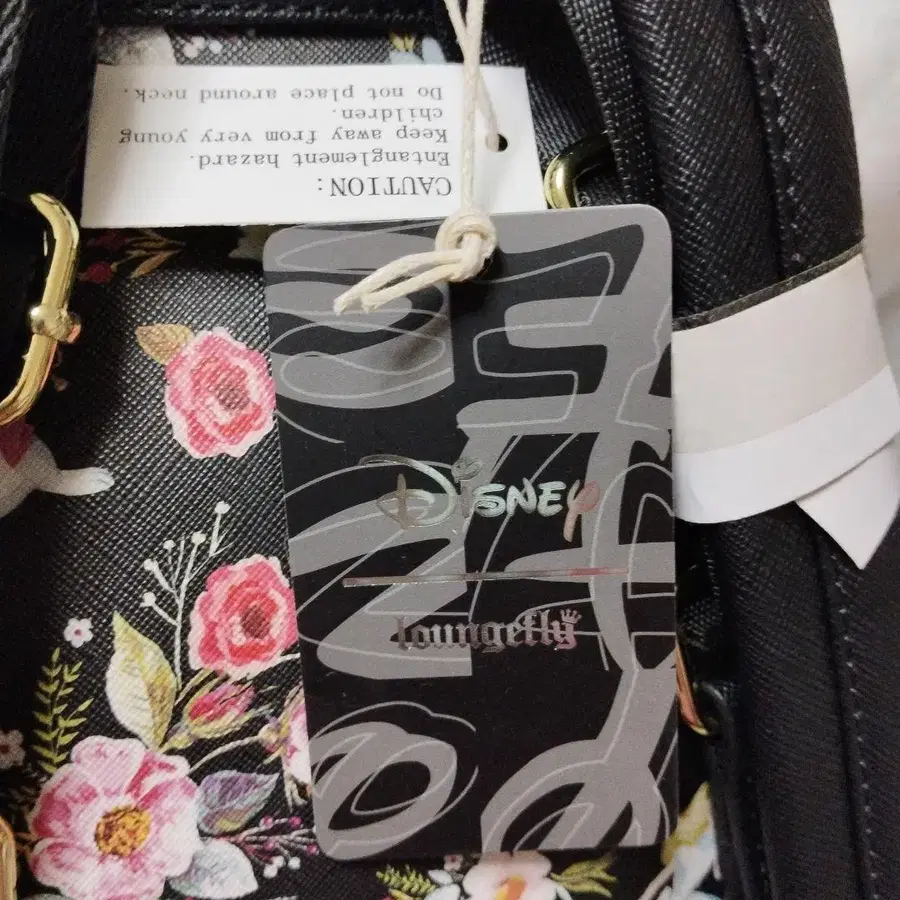 CAUTION:
Entanglement hazard.
Keep away from very young
children.
Do not place around neck.
Disney
loungefly